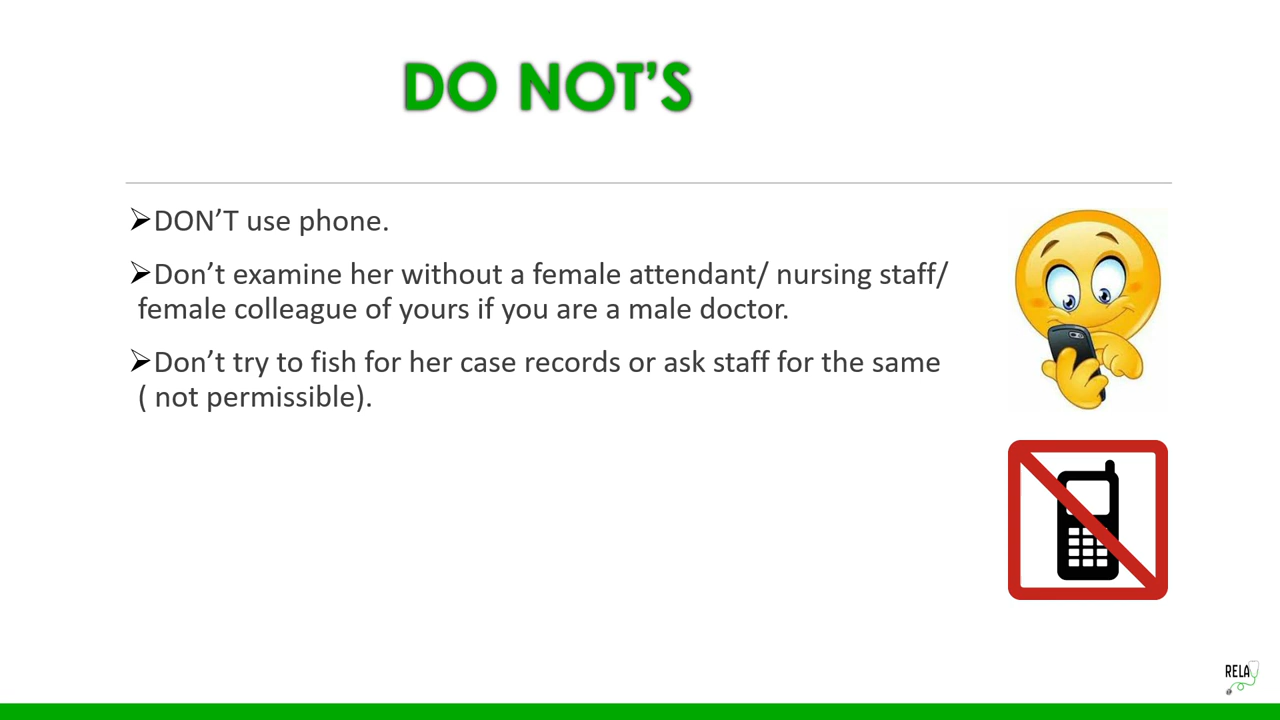 DO NOT’S
➢DON’T use phone.
➢Don’t examine her without a female attendant/ nursing staff/
female colleague of yours if you are a male doctor.
➢Don’t try to fish for her case records or ask staff for the same
( not permissible).
RELAY